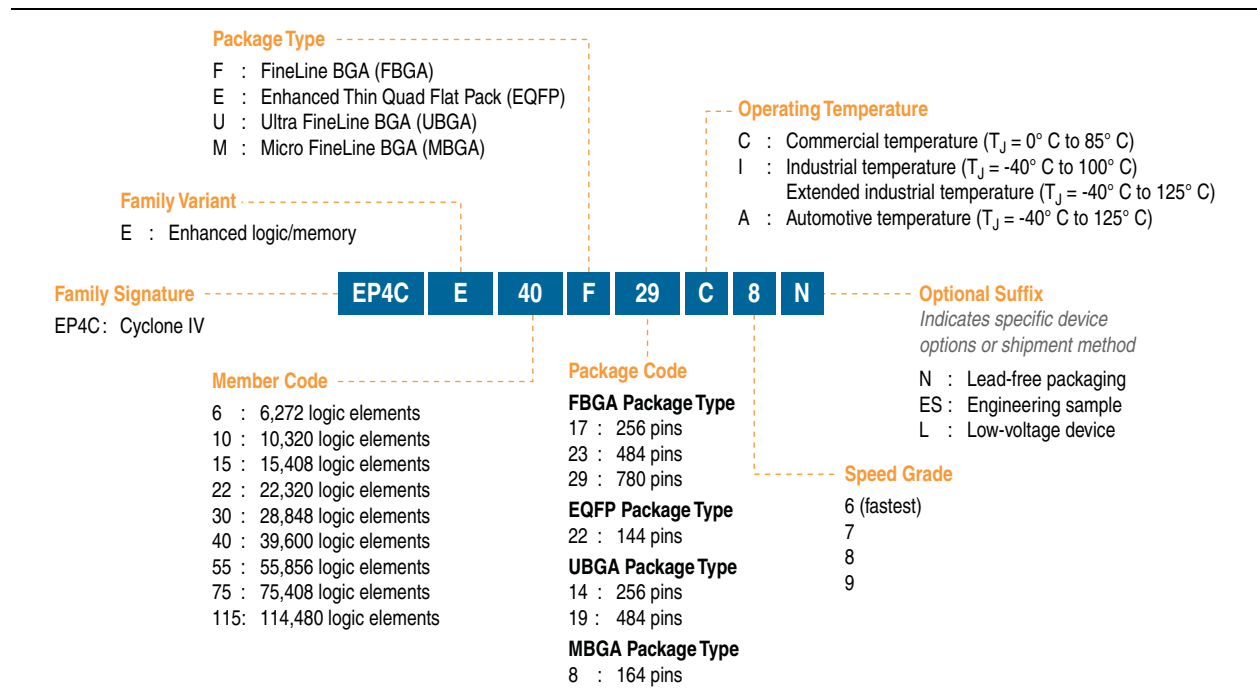 Package Type
F : FineLine BGA (FBGA)
E : Enhanced Thin Quad Flat Pack (EQFP)
U : Ultra FineLine BGA (UBGA)
M : Micro FineLine BGA (MBGA)
Operating Temperature
C : Commercial temperature (TJ = 0° C to 85° C)
I : Industrial temperature (TJ = -40° C to 100° C)
Extended industrial temperature (TJ = -40° C to 125° C)
A : Automotive temperature (TJ = -40° C to 125° C)
Family Variant
E : Enhanced logic/memory
EP4C E 40 F 29 C 8 N
Family Signature
EP4C : Cyclone IV
Optional Suffix
Indicates specific device
options or shipment method
N : Lead-free packaging
ES : Engineering sample
L : Low-voltage device
Member Code
6 : 6,272 logic elements
10 : 10,320 logic elements
15 : 15,408 logic elements
22 : 22,320 logic elements
30 : 28,848 logic elements
40 : 39,600 logic elements
55 : 55,856 logic elements
75 : 75,408 logic elements
115: 114,480 logic elements
Package Code
FBGA Package Type
17 : 256 pins
23 : 484 pins
29 : 780 pins
EQFP Package Type
22 : 144 pins
UBGA Package Type
14 : 256 pins
19 : 484 pins
MBGA Package Type
8 : 164 pins
Speed Grade
6 (fastest)
7
8
9